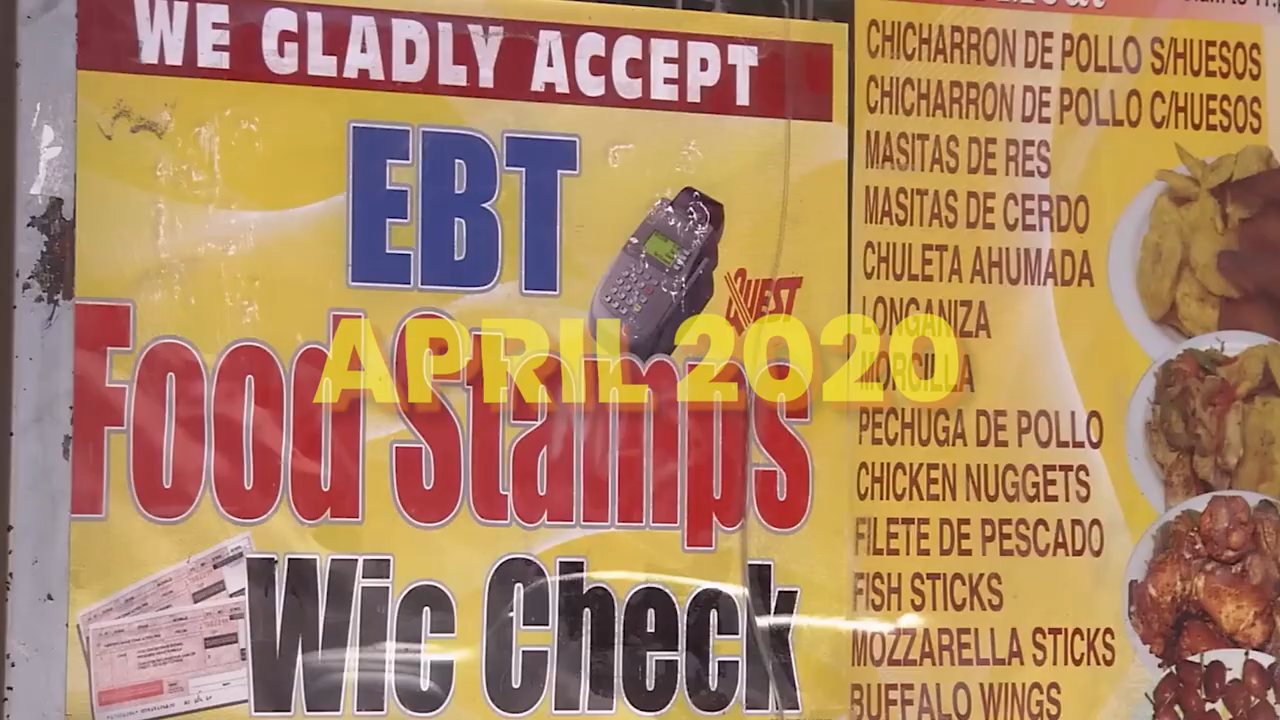 WE GLADLY ACCEPT
EBT
QUEST
Food Stamps
Wic Check
APRIL 2020
CHICHARRON DE POLLO S/HUESOS
CHICHARRON DE POLLO C/HUESOS
MASITAS DE RES
MASITAS DE CERDO
CHULETA AHUMADA
LONGANIZA
MORCILLA
PECHUGA DE POLLO
CHICKEN NUGGETS
FILETE DE PESCADO
FISH STICKS
MOZZARELLA STICKS
BUFFALO WINGS